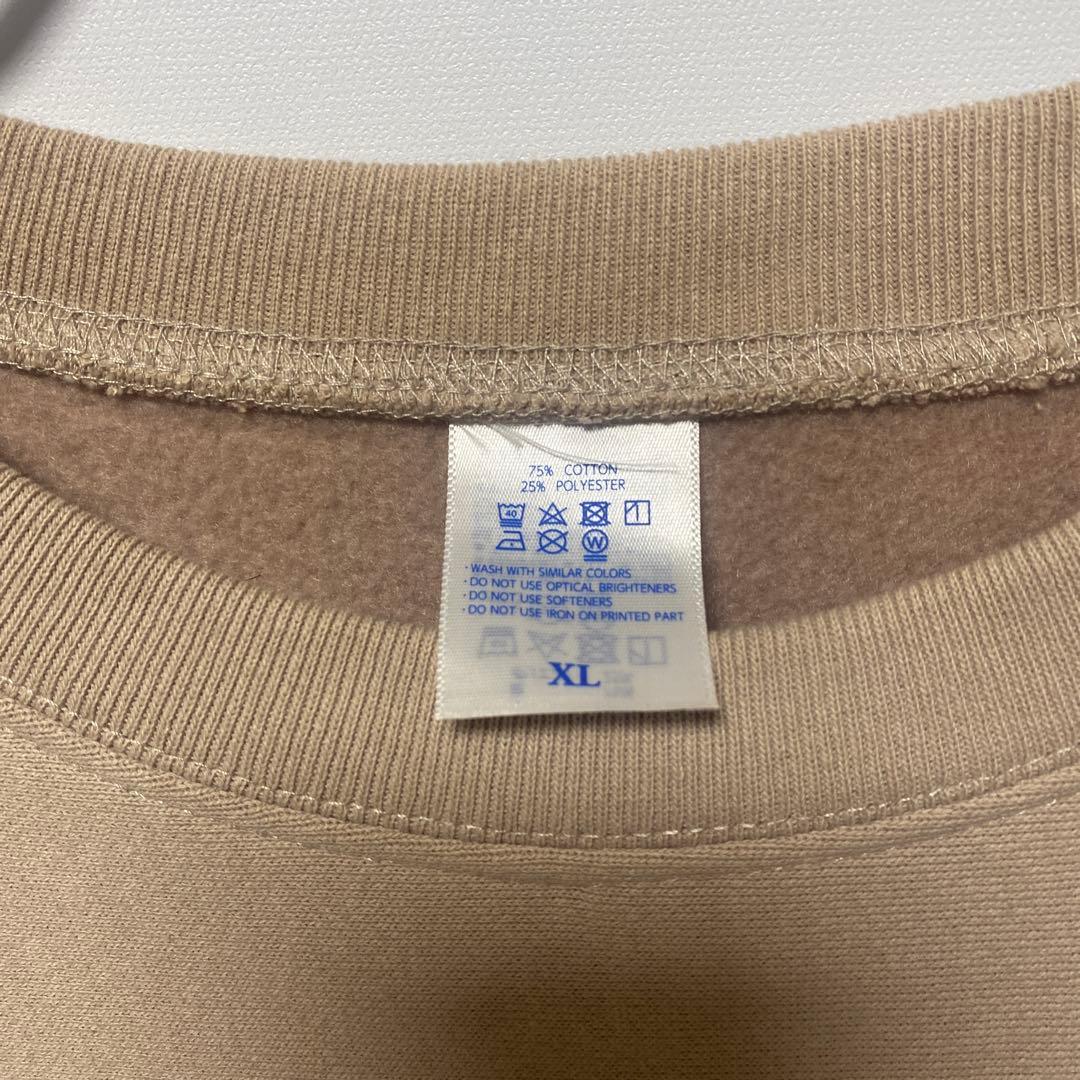 75% COTTON
25% POLYESTER
40
W
· WASH WITH SIMILAR COLORS
· DO NOT USE OPTICAL BRIGHTENERS
· DO NOT USE SOFTENERS
· DO NOT USE IRON ON PRINTED PART
XL